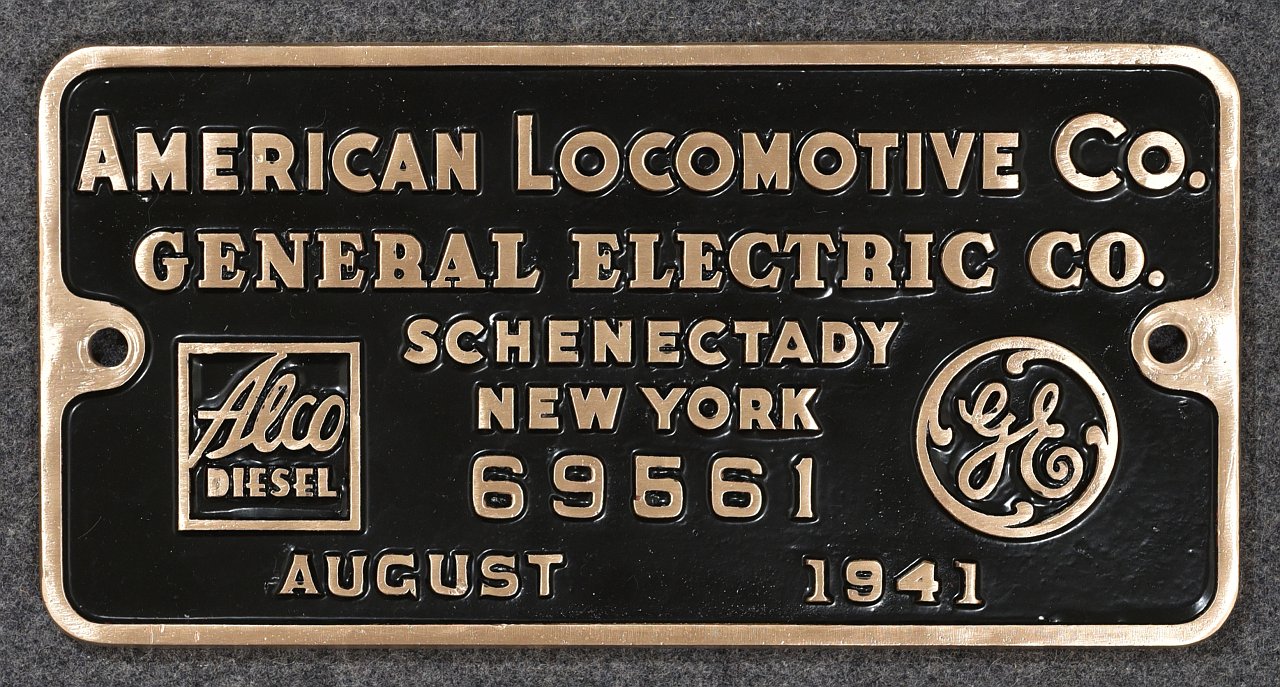 AMERICAN LOCOMOTIVE CO.
GENERAL ELECTRIC CO.
SCHENECTADY
NEW YORK
69561
Alco
DIESEL
GE
AUGUST 1941